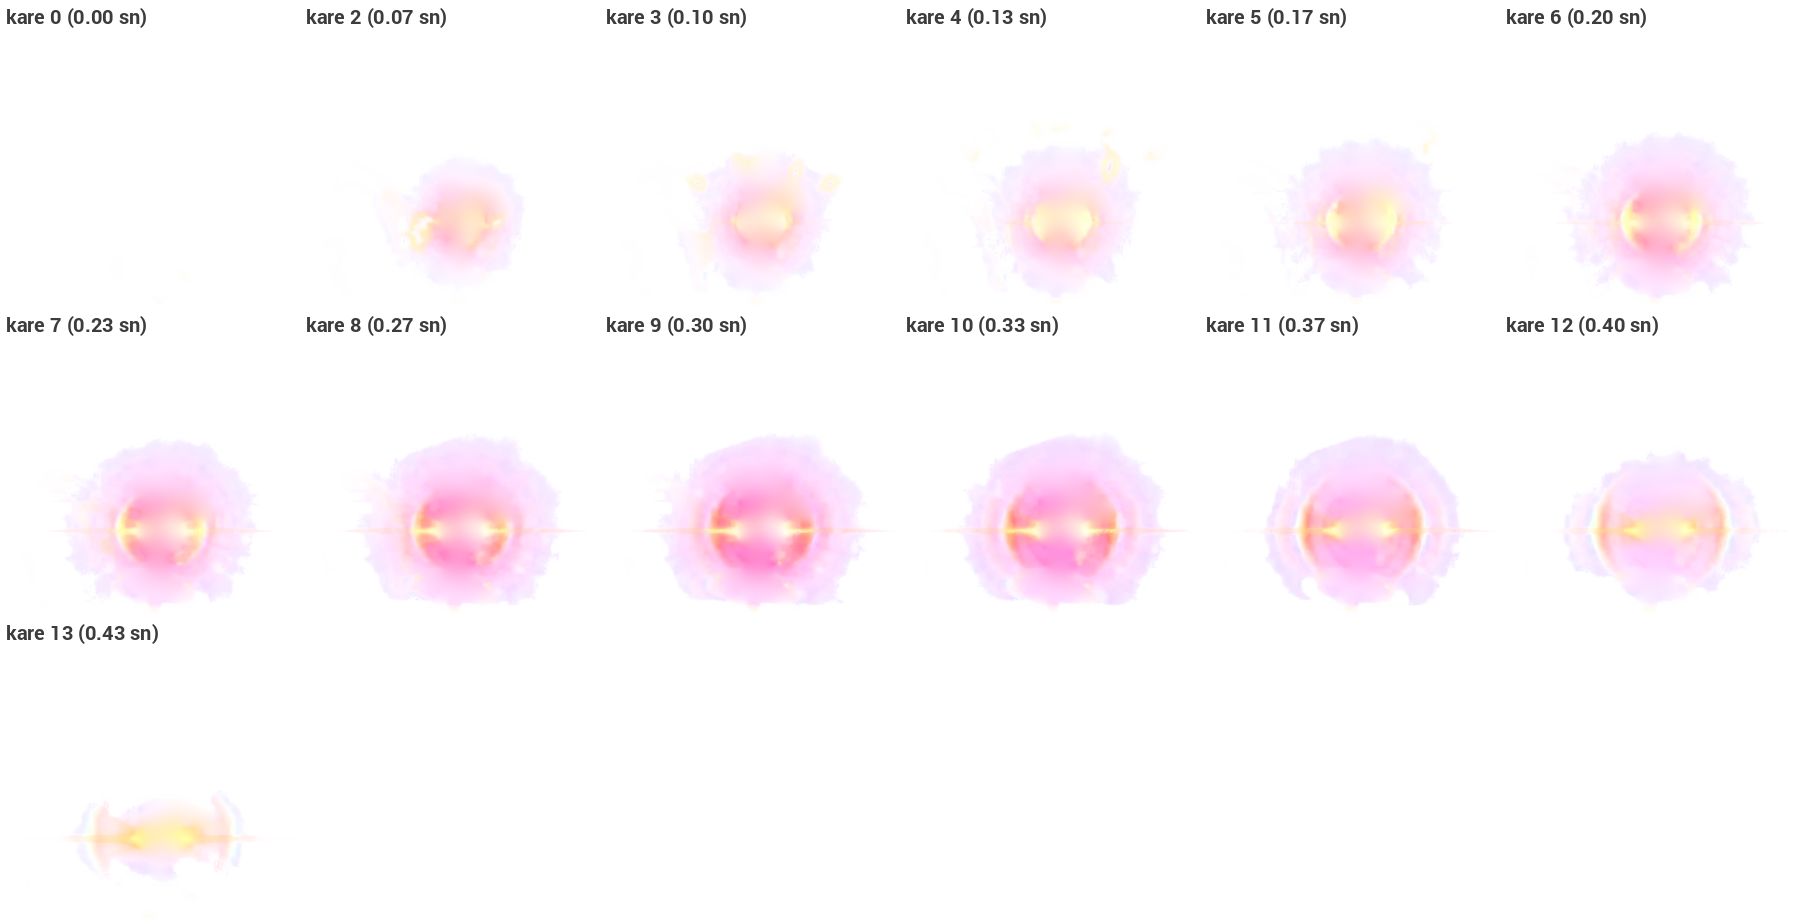 kare 0 (0.00 sn)
kare 2 (0.07 sn)
kare 3 (0.10 sn)
kare 4 (0.13 sn)
kare 5 (0.17 sn)
kare 6 (0.20 sn)
kare 7 (0.23 sn)
kare 8 (0.27 sn)
kare 9 (0.30 sn)
kare 10 (0.33 sn)
kare 11 (0.37 sn)
kare 12 (0.40 sn)
kare 13 (0.43 sn)